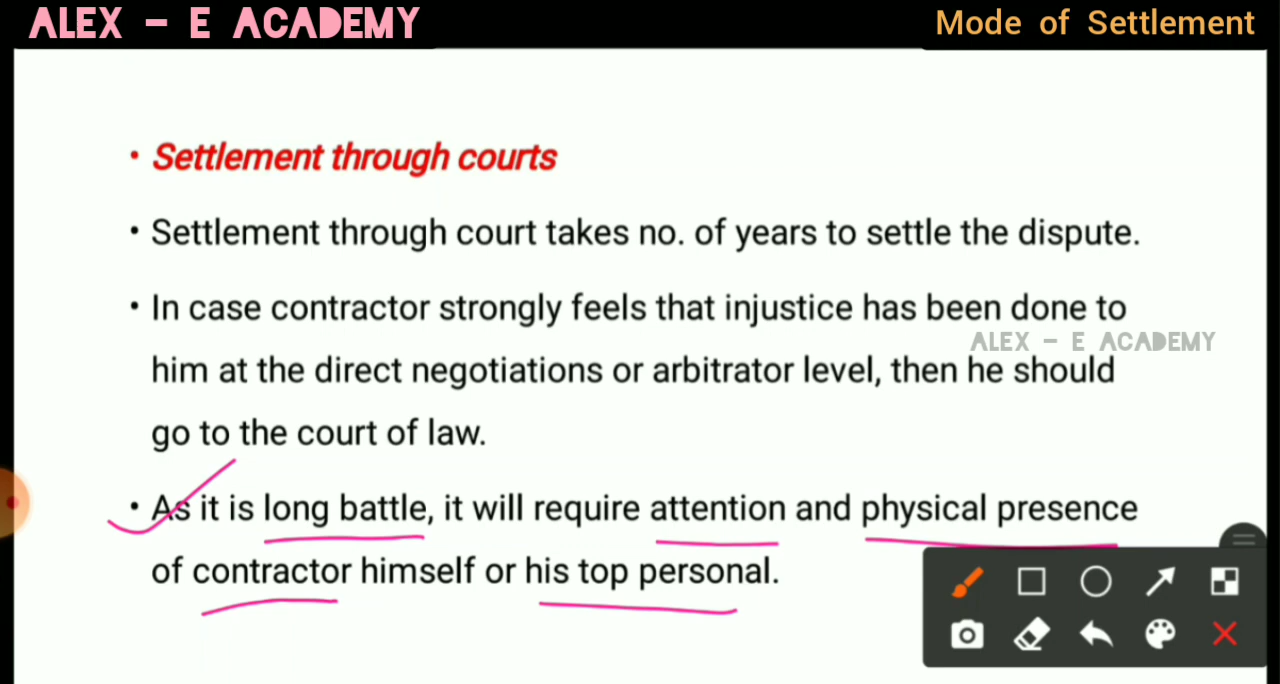 ALEX - E ACADEMY
Mode of Settlement
• Settlement through courts
• Settlement through court takes no. of years to settle the dispute.
• In case contractor strongly feels that injustice has been done to
ALEX - E ACADEMY
him at the direct negotiations or arbitrator level, then he should
go to the court of law.
• As it is long battle, it will require attention and physical presence
of contractor himself or his top personal.